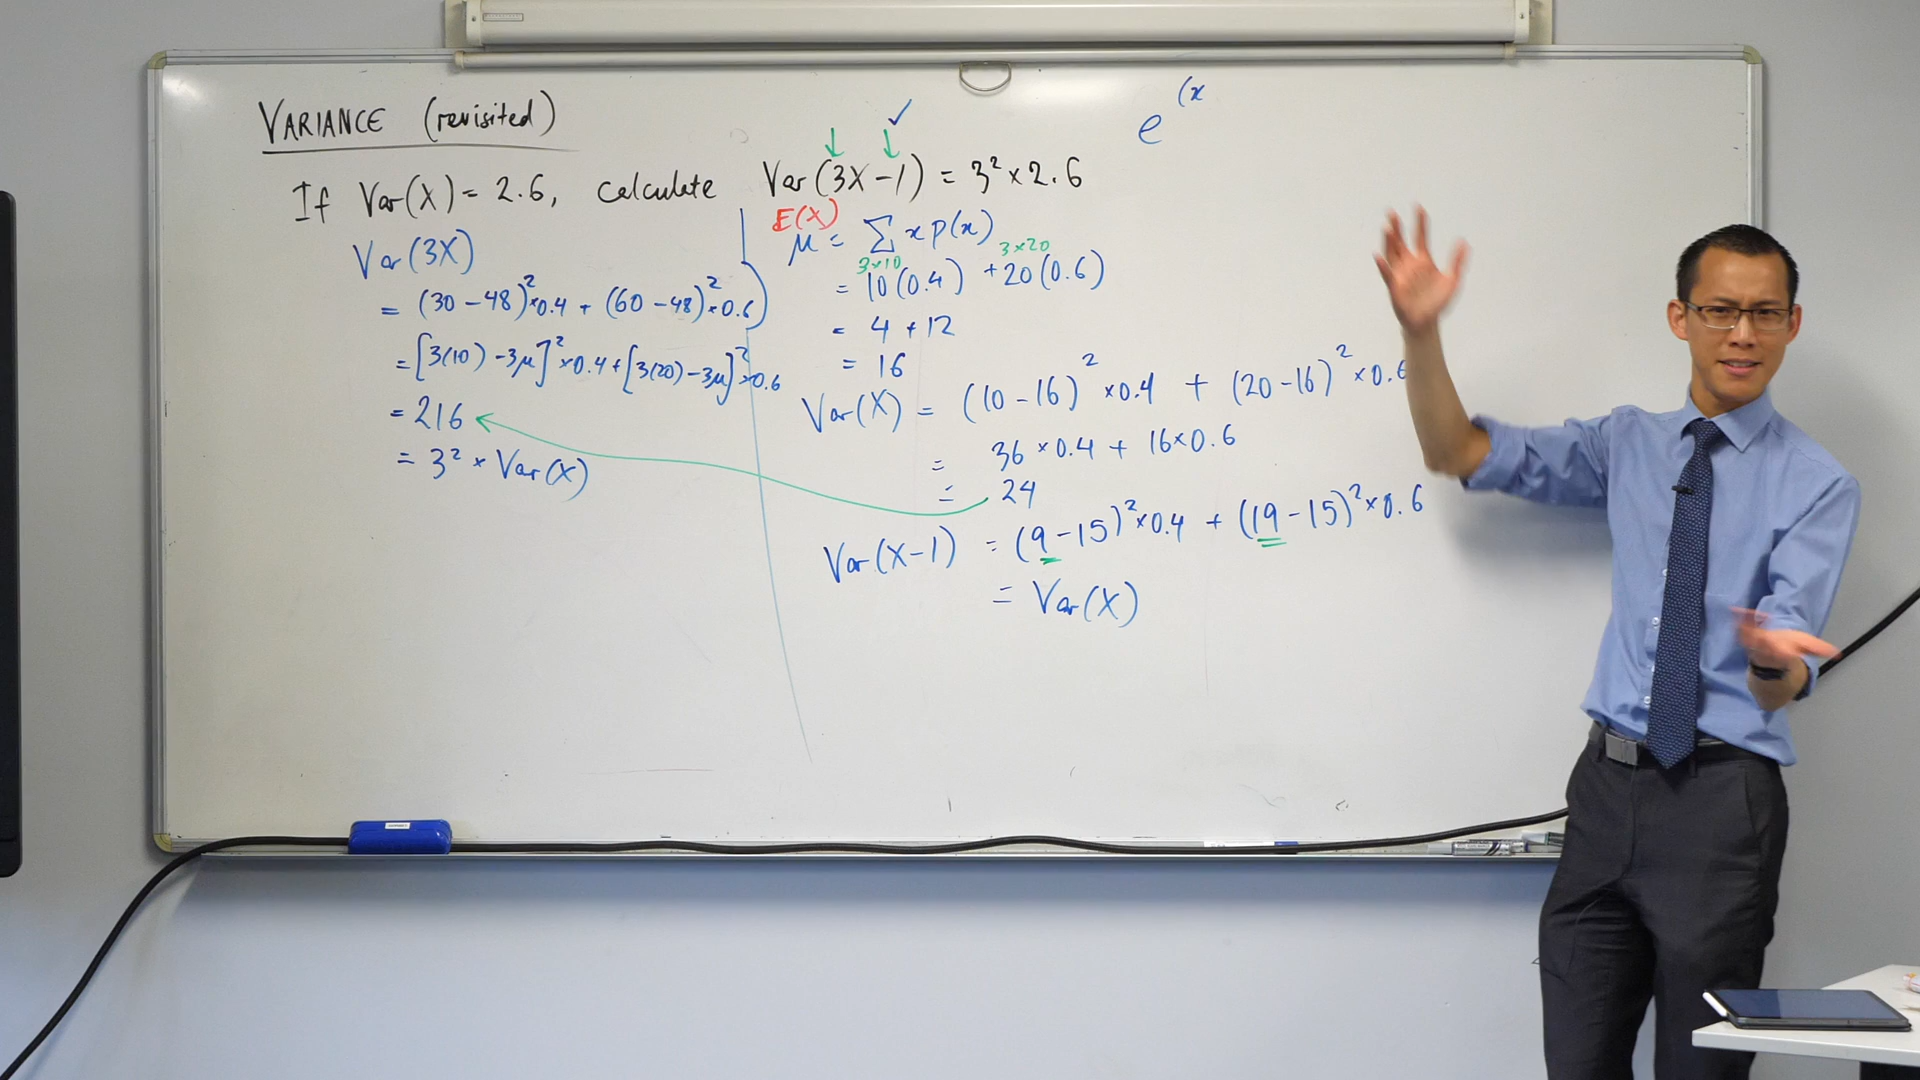 VARIANCE (revisited)
If Var(X) = 2.6, calculate Var(3X - 1) = 3² × 2.6
Var(3X)
= (30 - 48)² × 0.4 + (60 - 48)² × 0.6
= [3(10) - 3μ]² × 0.4 + [3(20) - 3μ]² × 0.6
= 216
= 3² × Var(X)
E(X)
μ = Σ x p(x)
3×10 3×20
= 10(0.4) + 20(0.6)
= 4 + 12
= 16
Var(X) = (10 - 16)² × 0.4 + (20 - 16)² × 0.6
= 36 × 0.4 + 16 × 0.6
= 24
Var(X - 1) = (9 - 15)² × 0.4 + (19 - 15)² × 0.6
= Var(X)
e^(x